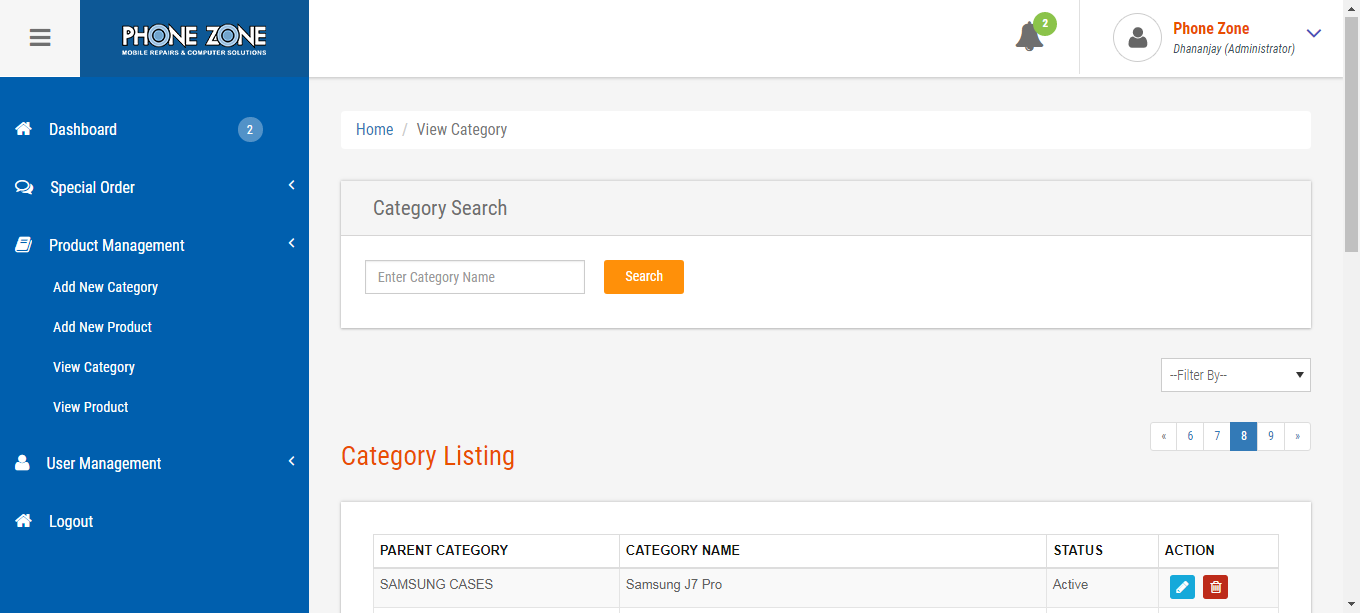 PHONE ZONE
MOBILE REPAIRS & COMPUTER SOLUTIONS
2
Phone Zone
Dhananjay (Administrator)
Dashboard 2
Special Order
Product Management
Add New Category
Add New Product
View Category
View Product
User Management
Logout
Home / View Category
Category Search
Enter Category Name Search
--Filter By--
« 6 7 8 9 »
Category Listing
PARENT CATEGORY CATEGORY NAME STATUS ACTION
SAMSUNG CASES Samsung J7 Pro Active